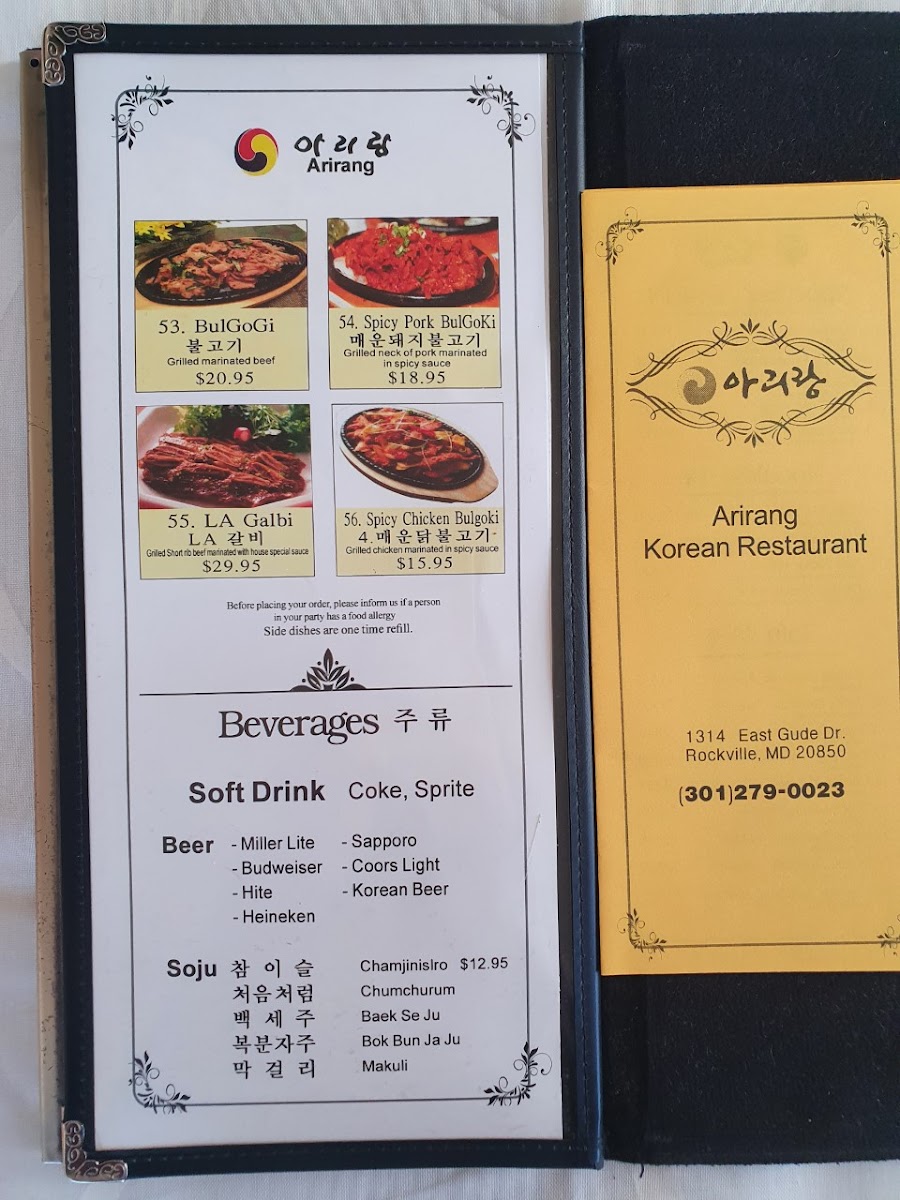 아리랑
Arirang
53. BulGoGi
불고기
Grilled marinated beef
$20.95
54. Spicy Pork BulGoKi
매운돼지불고기
Grilled neck of pork marinated
in spicy sauce
$18.95
55. LA Galbi
LA 갈비
Grilled Short rib beef marinated with house special sauce
$29.95
56. Spicy Chicken Bulgoki
4.매운닭불고기-
Grilled chicken marinated in spicy sauce
$15.95
Before placing your order, please inform us if a person
in your party has a food allergy
Side dishes are one time refill.
Beverages 주류
Soft Drink Coke, Sprite
Beer - Miller Lite - Sapporo
- Budweiser - Coors Light
- Hite - Korean Beer
- Heineken
Soju 참이슬 Chamjinislro $12.95
처음처럼 Chumchurum
백세주 Baek Se Ju
복분자주 Bok Bun Ja Ju
막걸리 Makuli
아리랑
Arirang
Korean Restaurant
1314 East Gude Dr.
Rockville, MD 20850
(301)279-0023